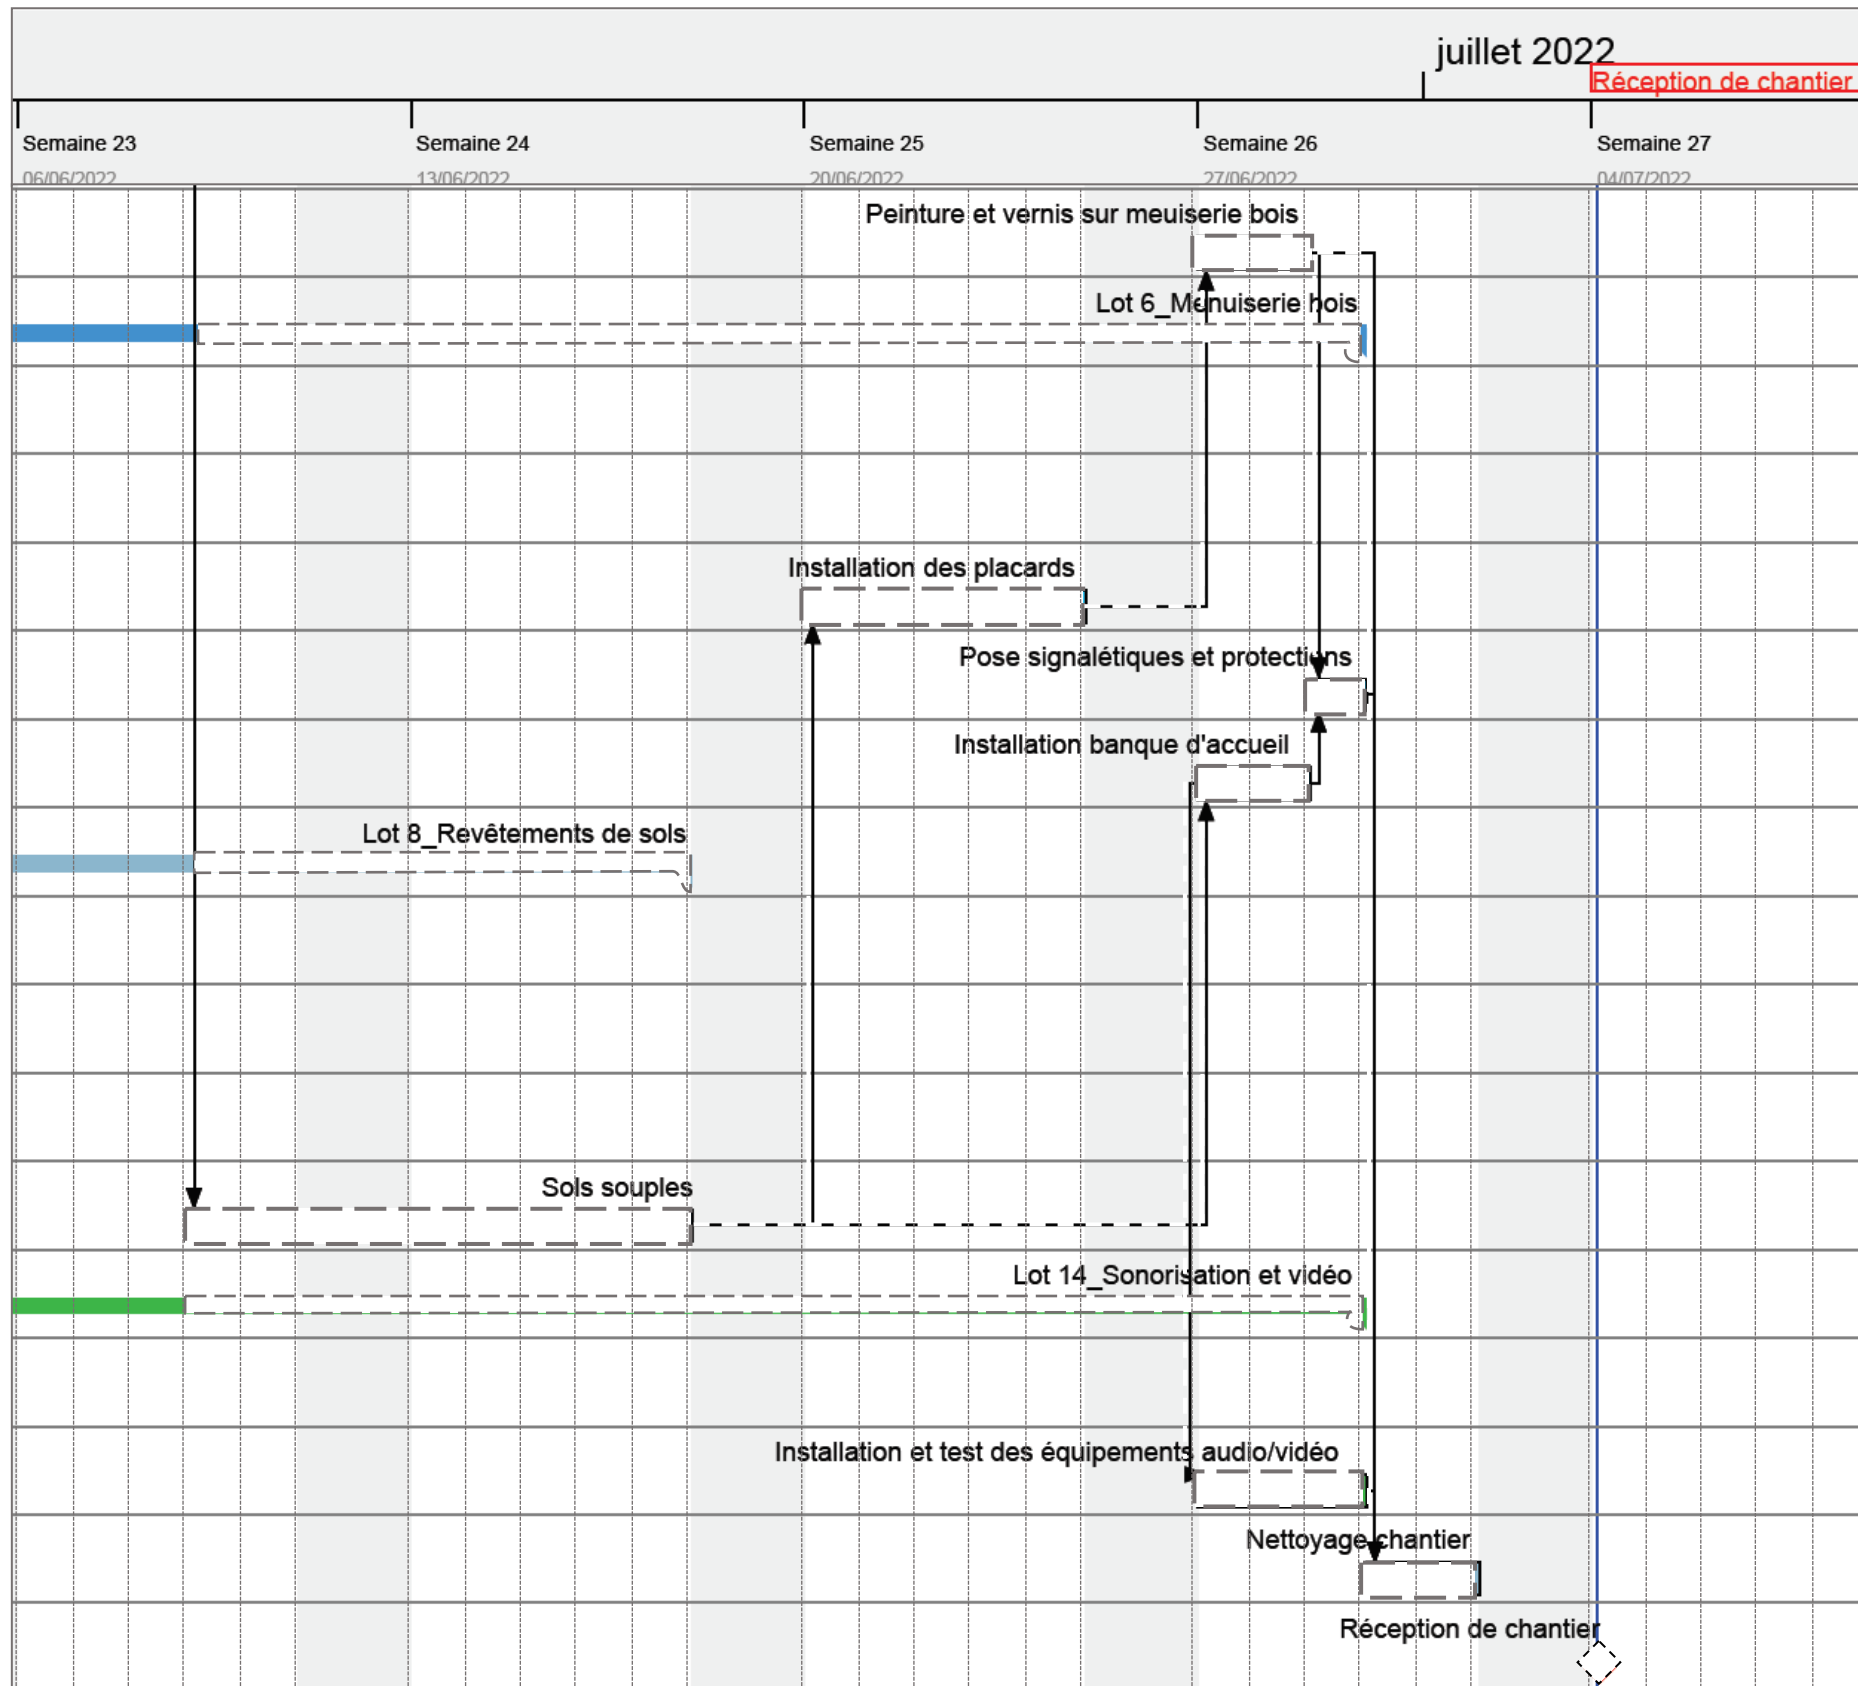 juillet 2022
Réception de chantier
Semaine 23
Semaine 24
Semaine 25
Semaine 26
Semaine 27
06/06/2022
13/06/2022
20/06/2022
27/06/2022
04/07/2022
Peinture et vernis sur meuiserie bois
Lot 6_Menuiserie bois
Installation des placards
Pose signalétiques et protections
Installation banque d'accueil
Lot 8_Revêtements de sols
Sols souples
Lot 14_Sonorisation et vidéo
Installation et test des équipements audio/vidéo
Nettoyage chantier
Réception de chantier